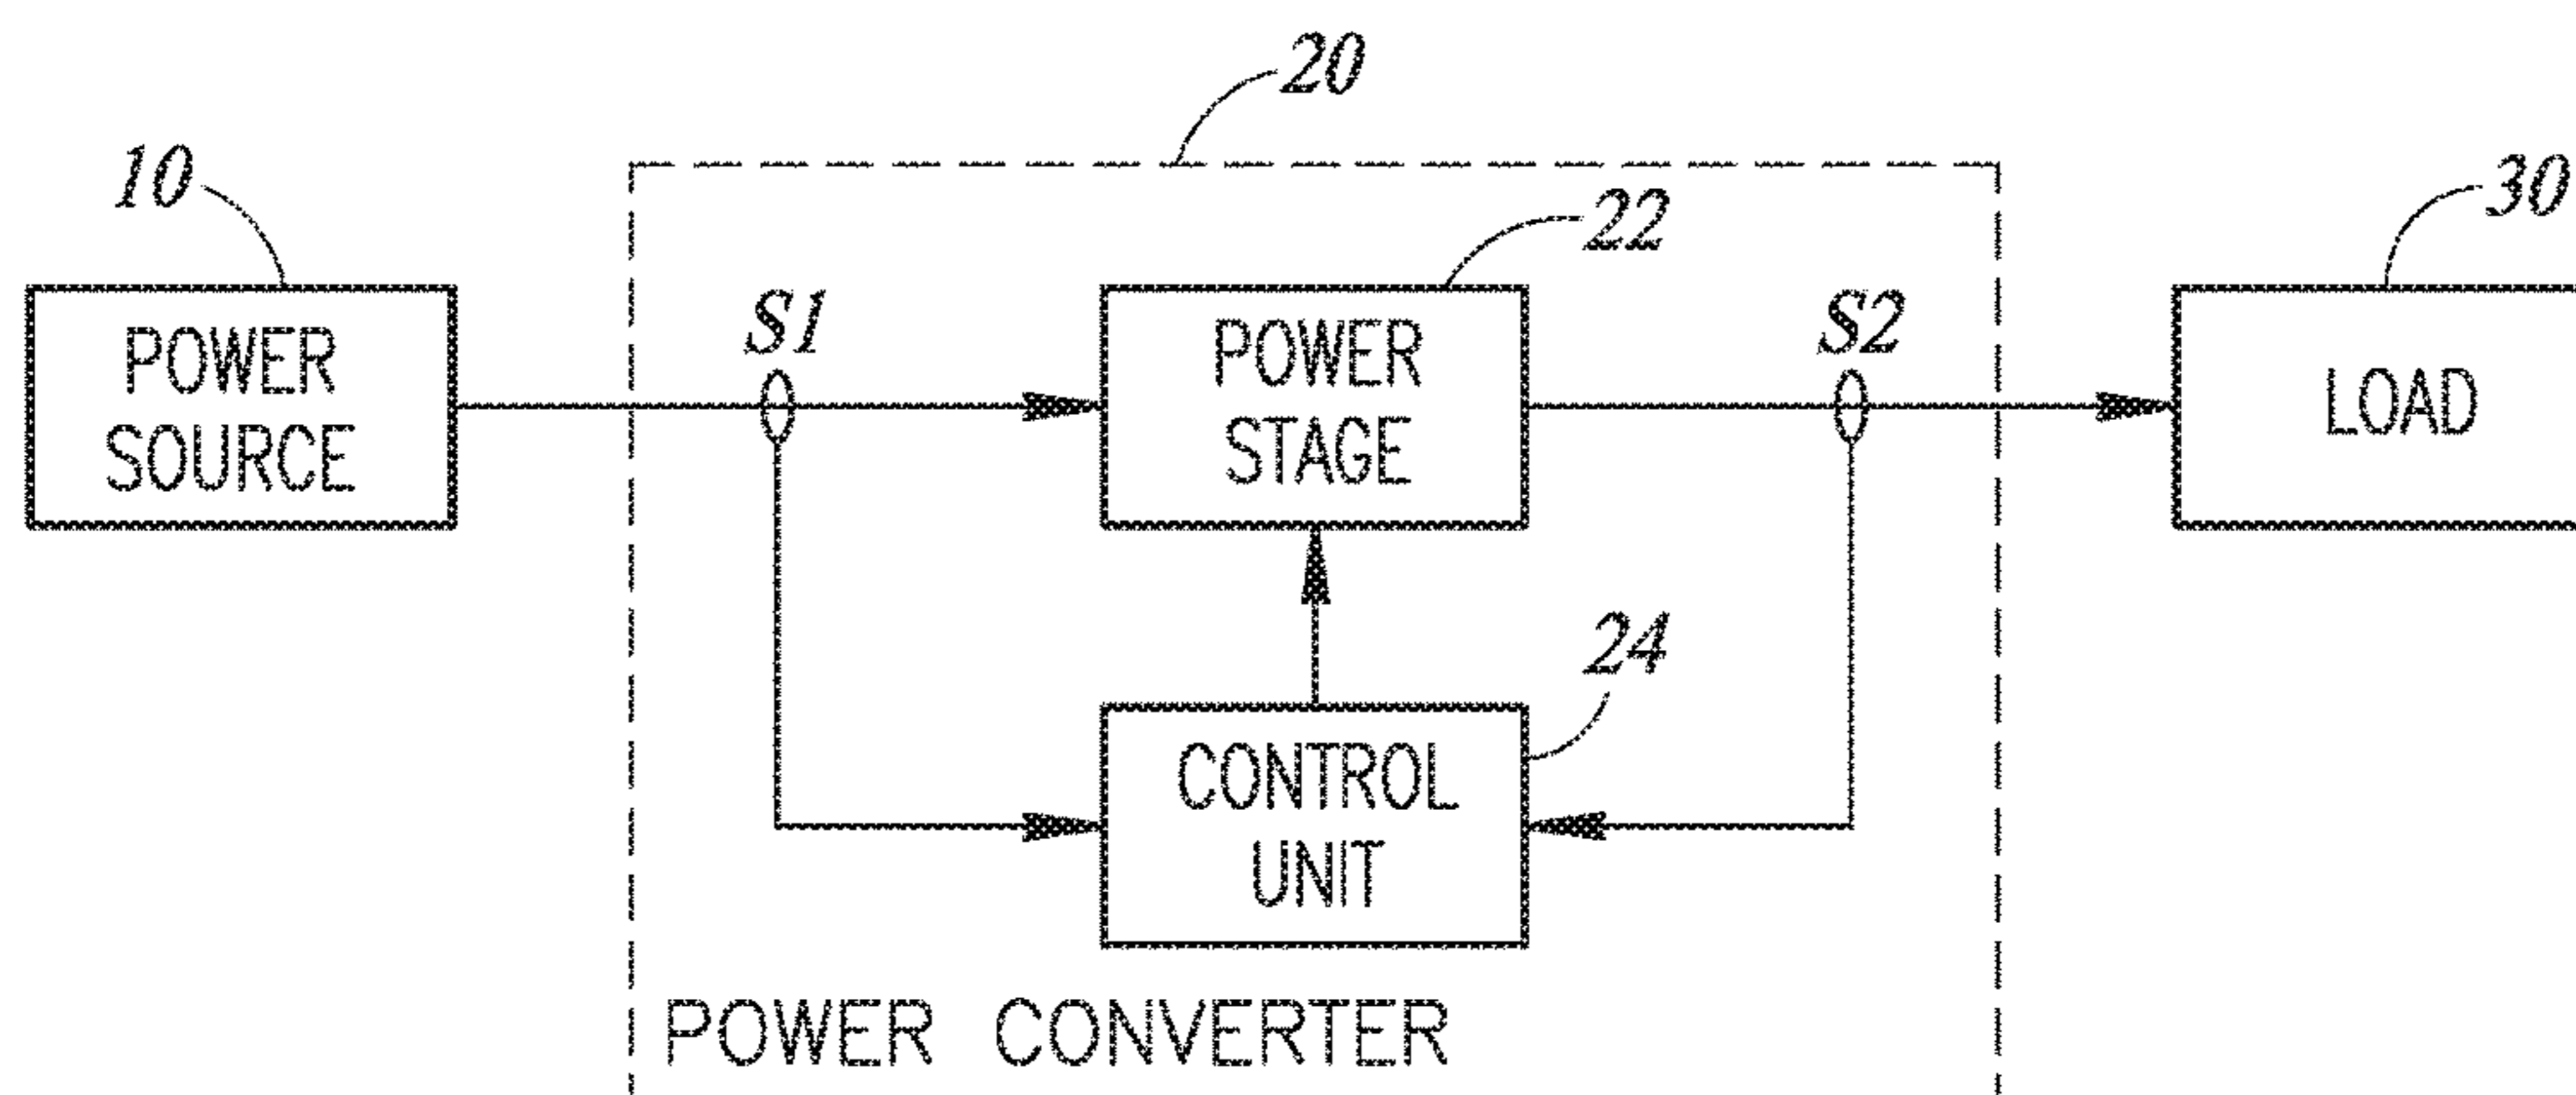 20
10
30
22
S1
S2
POWER
SOURCE
POWER
STAGE
LOAD
24
CONTROL
UNIT
POWER CONVERTER